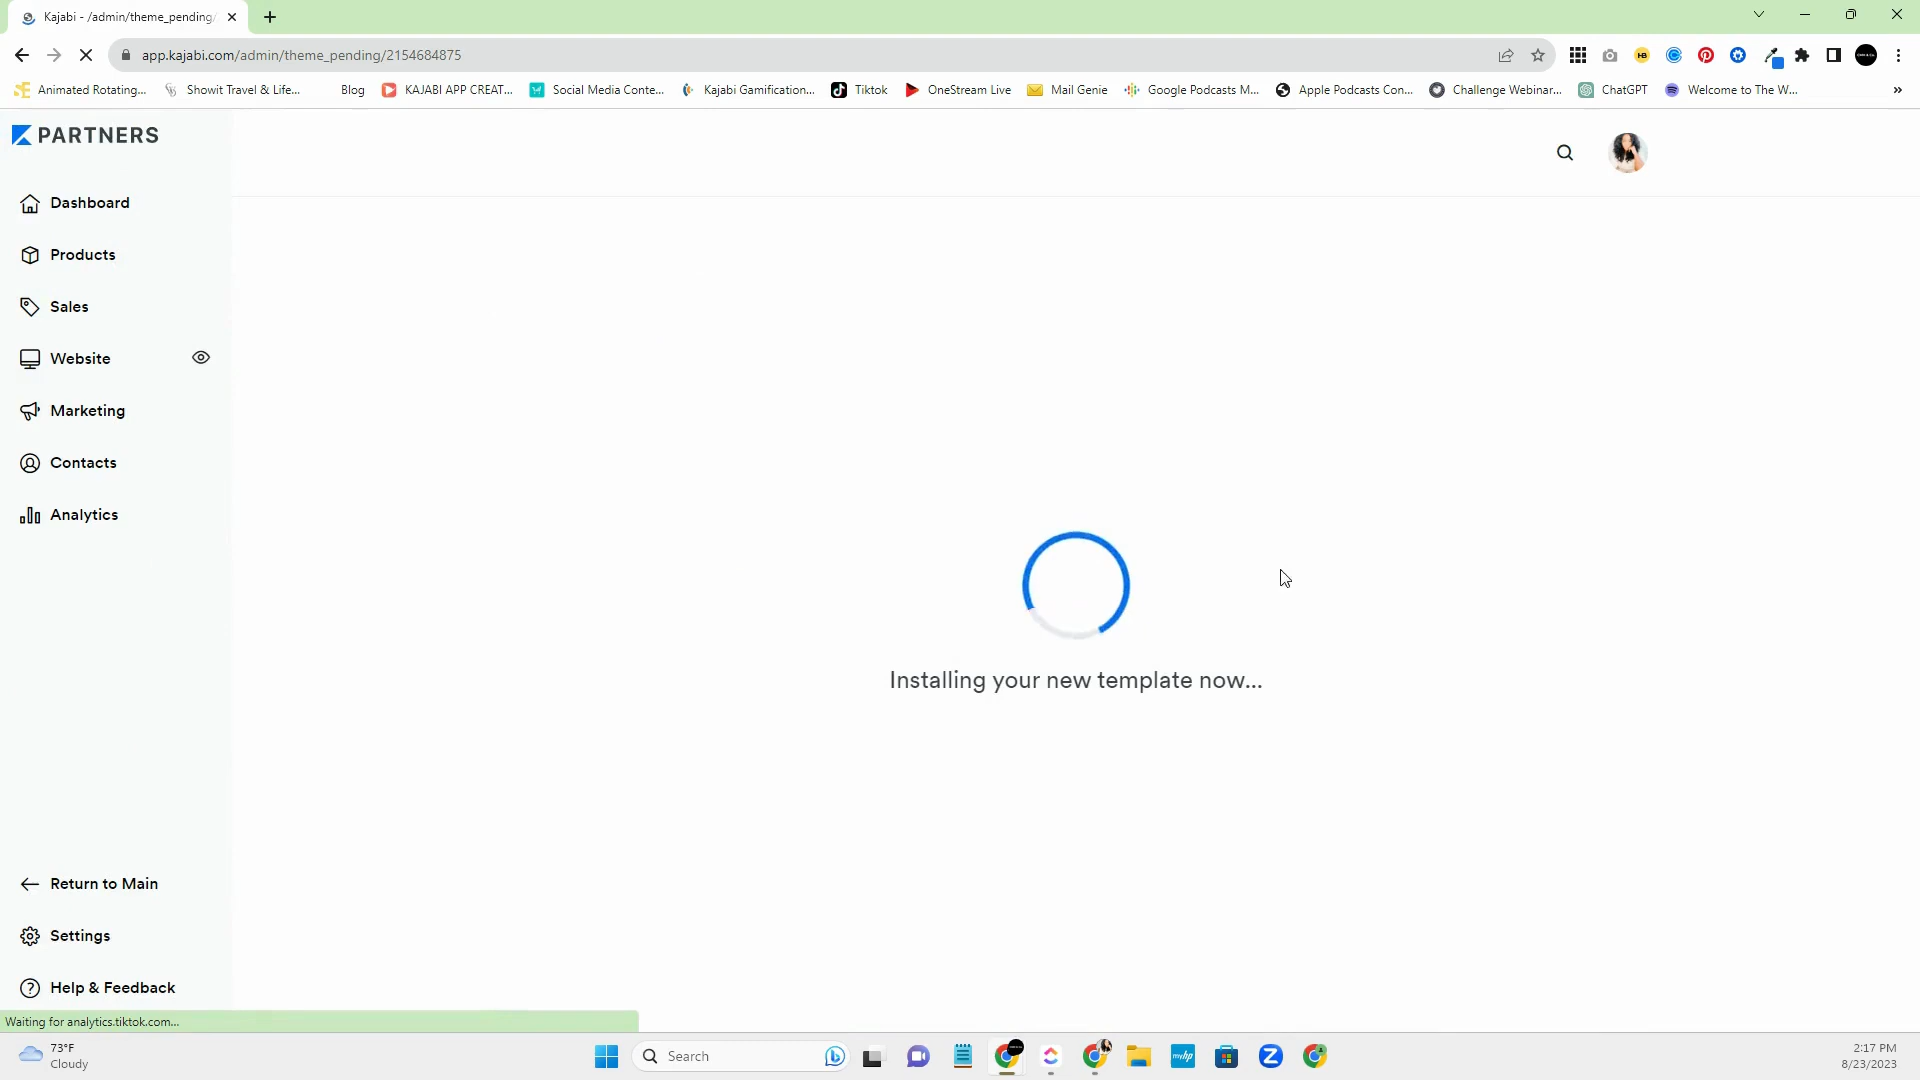 Kajabi - /admin/theme_pending/
app.kajabi.com/admin/theme_pending/2154684875
Animated Rotating...
Showit Travel & Life...
Blog
KAJABI APP CREAT...
Social Media Conte...
Kajabi Gamification...
Tiktok
OneStream Live
Mail Genie
Google Podcasts M...
Apple Podcasts Con...
Challenge Webinar...
ChatGPT
Welcome to The W...
PARTNERS
Dashboard
Products
Sales
Website
Marketing
Contacts
Analytics
Installing your new template now...
Return to Main
Settings
Help & Feedback
Waiting for analytics.tiktok.com...
73°F
Cloudy
Search
2:17 PM
8/23/2023